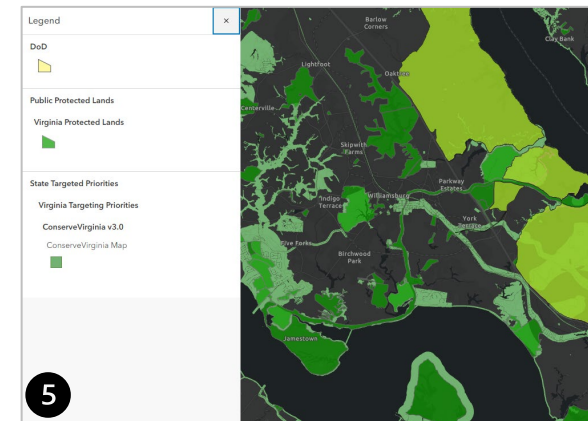 Legend
×
DoD
Public Protected Lands
Virginia Protected Lands
State Targeted Priorities
Virginia Targeting Priorities
ConserveVirginia v3.0
ConserveVirginia Map
5
Barlow
Corners
Clay Bank
Lightfoot
Oaktree
Centerville
Skipwith
Farms
Parkway
Estates
Williamsburg
Indigo
Terrace
York
Terrace
Five Forks
Birchwood
Park
Jamestown